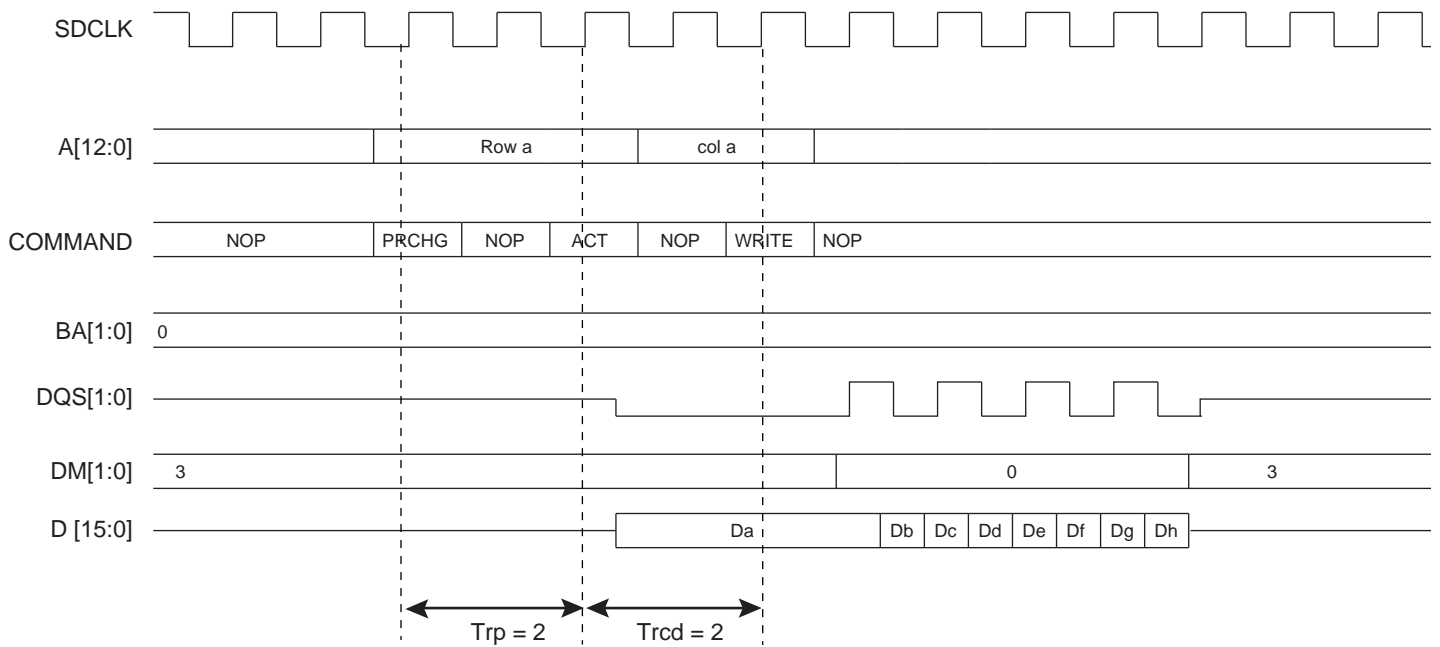 SDCLK
A[12:0] Row a col a
COMMAND NOP PRCHG NOP ACT NOP WRITE NOP
BA[1:0] 0
DQS[1:0]
DM[1:0] 3 0 3
D [15:0] Da Db Dc Dd De Df Dg Dh
Trp = 2 Trcd = 2